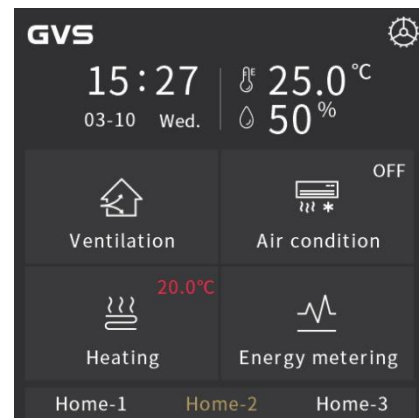 GVS
15:27
03-10 Wed.
E 25.0 °C
50 %
OFF
Ventilation
Air condition
20.0°C
Heating
Energy metering
Home-1 Home-2 Home-3